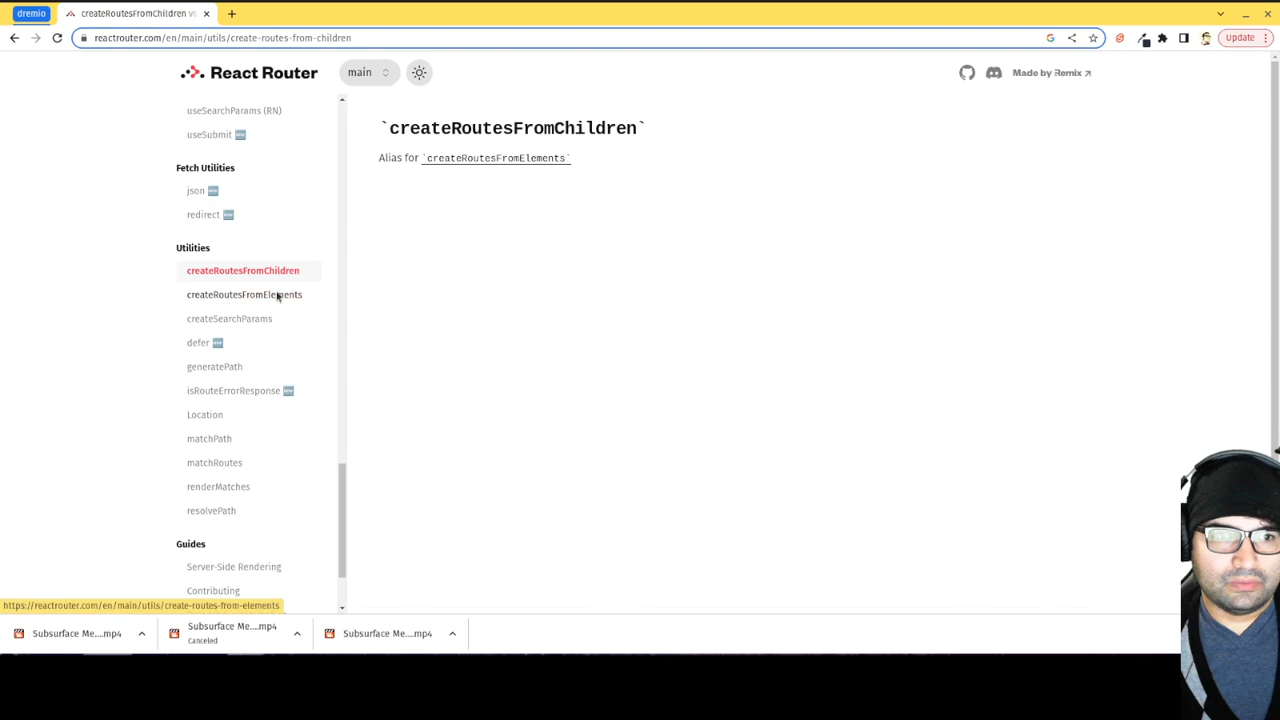 dremio
createRoutesFromChildren v6
reactrouter.com/en/main/utils/create-routes-from-children
Update
React Router
main
Made by Remix
useSearchParams (RN)
useSubmit 🆕
Fetch Utilities
json 🆕
redirect 🆕
Utilities
createRoutesFromChildren
createRoutesFromElements
createSearchParams
defer 🆕
generatePath
isRouteErrorResponse 🆕
Location
matchPath
matchRoutes
renderMatches
resolvePath
Guides
Server-Side Rendering
Contributing
`createRoutesFromChildren`
Alias for `createRoutesFromElements`
https://reactrouter.com/en/main/utils/create-routes-from-elements
Subsurface Me....mp4
Subsurface Me....mp4
Canceled
Subsurface Me....mp4